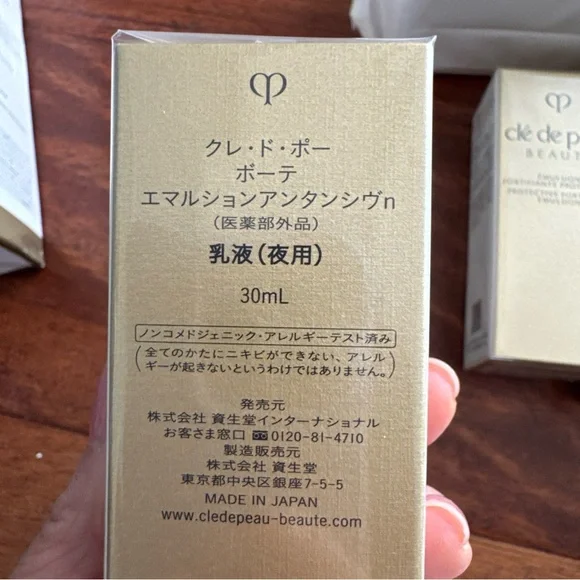 クレ・ド・ポー
ボーテ
エマルションアンタンシヴn
(医薬部外品)
乳液(夜用)
30mL
ノンコメドジェニック・アレルギーテスト済み
(全てのかたにニキビができない、アレル
ギーが起きないというわけではありません。)
発売元
株式会社 資生堂インターナショナル
お客さま窓口 0120-81-4710
製造販売元
株式会社 資生堂
東京都中央区銀座7-5-5
MADE IN JAPAN
www.cledepeau-beaute.com
clé de p
BEAUT
EMULSION
FORTIFIANTE PRO
PROTECTIVE FORT
EMULSION